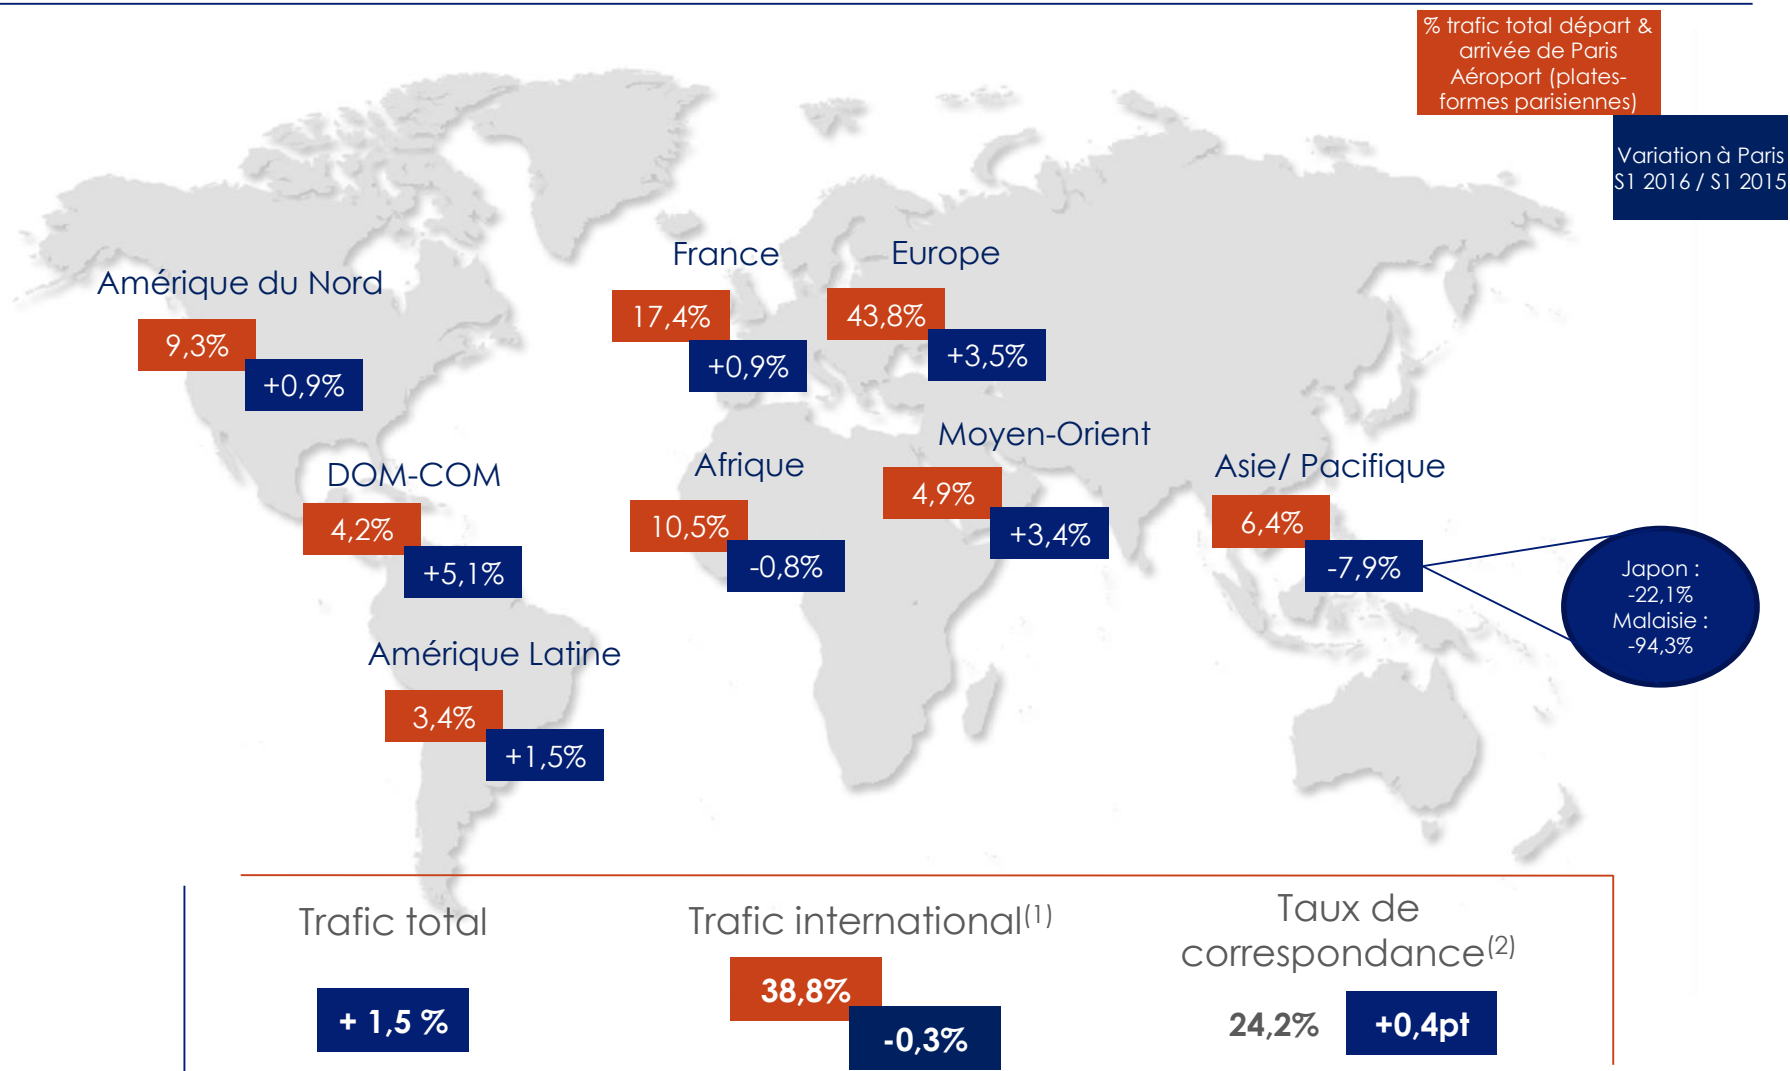 % trafic total départ &
arrivée de Paris
Aéroport (plates-
formes parisiennes)
Variation à Paris
S1 2016 / S1 2015
France
17,4%
+0,9%
Europe
43,8%
+3,5%
Amérique du Nord
9,3%
+0,9%
Moyen-Orient
4,9%
+3,4%
Afrique
10,5%
-0,8%
Asie/ Pacifique
6,4%
-7,9%
Japon :
-22,1%
Malaisie :
-94,3%
DOM-COM
4,2%
+5,1%
Amérique Latine
3,4%
+1,5%
Trafic total
+ 1,5 %
Trafic international(1)
38,8%
-0,3%
Taux de
correspondance(2)
24,2%
+0,4pt